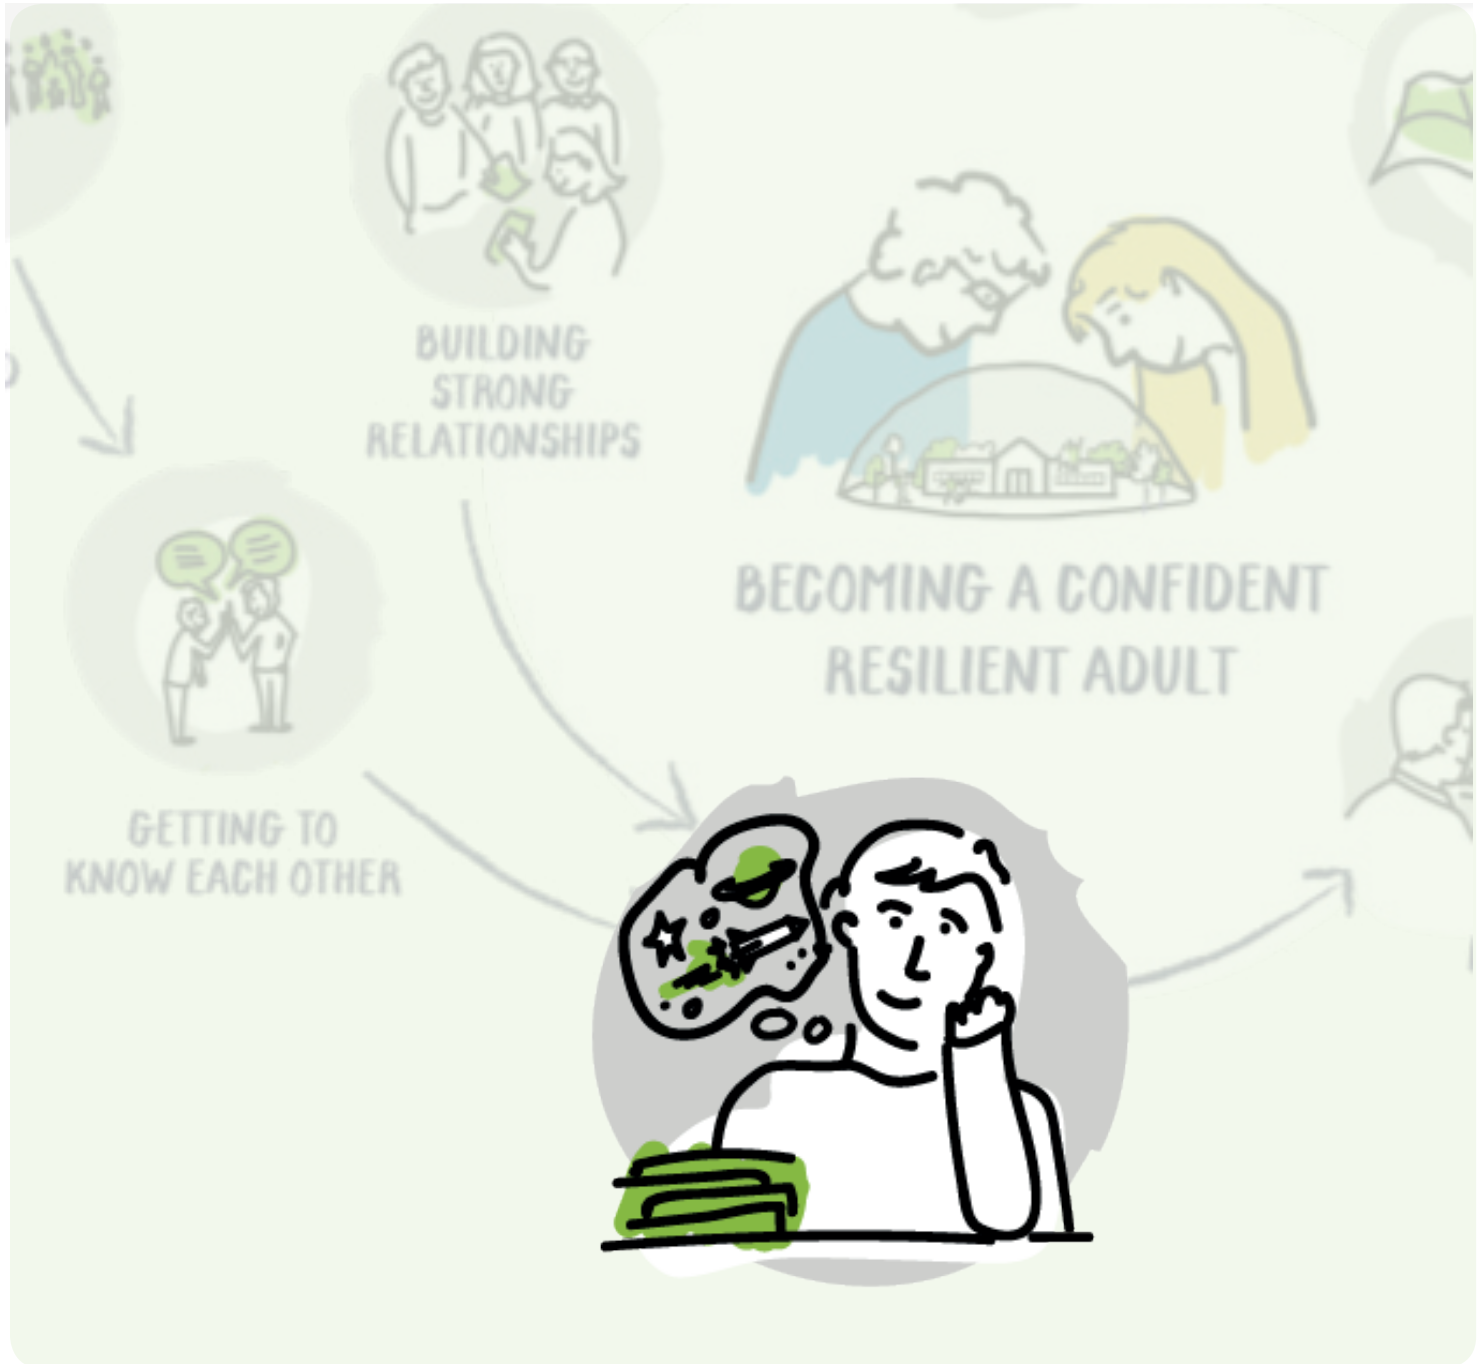 BUILDING
STRONG
RELATIONSHIPS
BECOMING A CONFIDENT
RESILIENT ADULT
GETTING TO
KNOW EACH OTHER